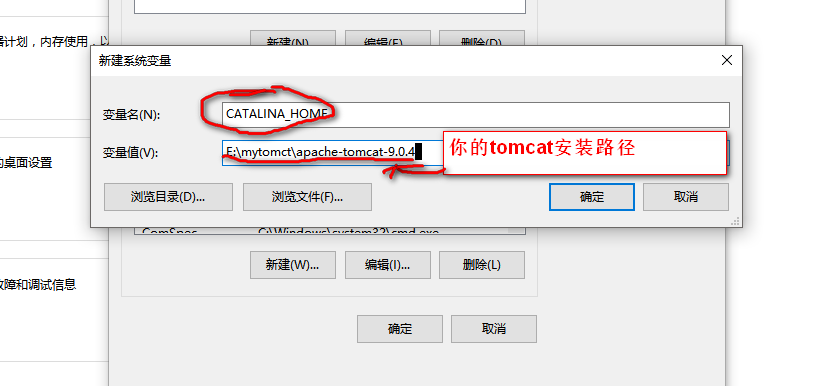 新建(N)...
编辑(E)...
删除(D)
器计划，内存使用，以
新建系统变量
变量名(N):
CATALINA_HOME
变量值(V):
E:\mytomct\apache-tomcat-9.0.4
你的tomcat安装路径
的桌面设置
浏览目录(D)...
浏览文件(F)...
确定
取消
ComSpec
C:\Windows\system32\cmd.exe
新建(W)...
编辑(I)...
删除(L)
故障和调试信息
确定
取消